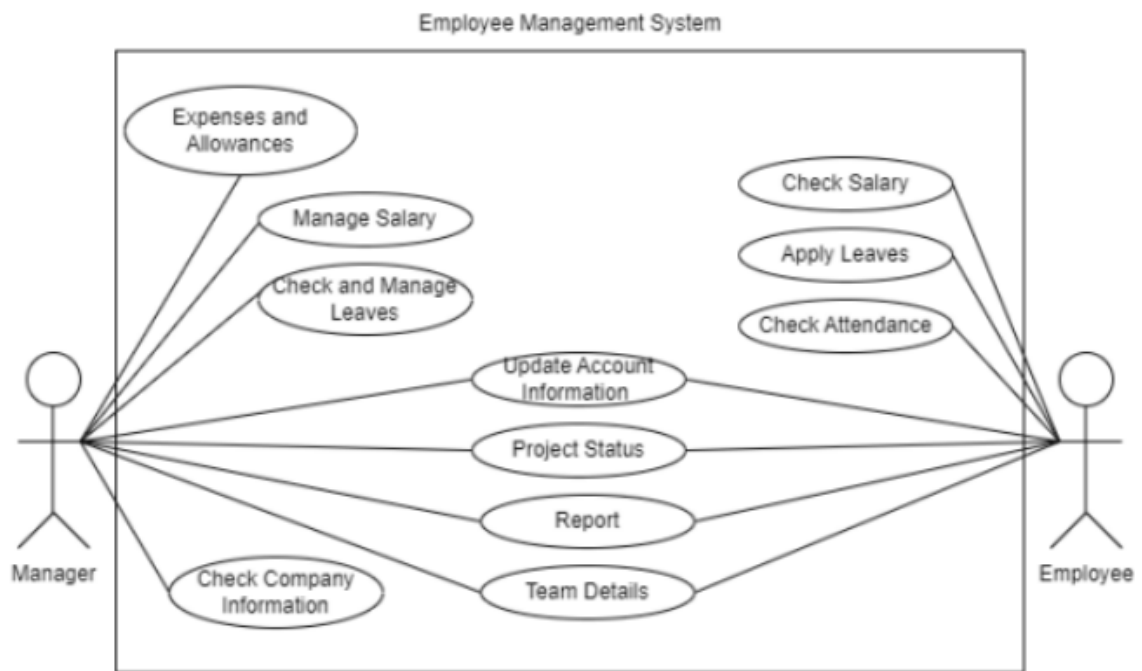 Employee Management System
Expenses and
Allowances
Check Salary
Manage Salary
Apply Leaves
Check and Manage
Leaves
Check Attendance
Update Account
Information
Project Status
Report
Manager
Check Company
Information
Team Details
Employee